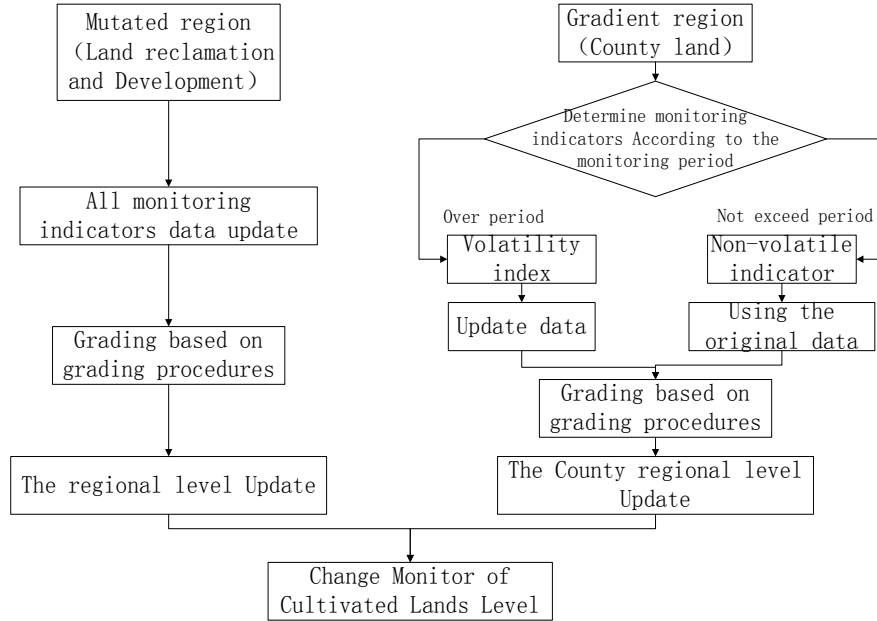 Mutated region
（Land reclamation
and Development）
All monitoring
indicators data update
Grading based on
grading procedures
The regional level Update
Gradient region
（County land）
Determine monitoring
indicators According to the
monitoring period
Over period
Volatility
index
Update data
Not exceed period
Non-volatile
indicator
Using the
original data
Grading based on
grading procedures
The County regional level
Update
Change Monitor of
Cultivated Lands Level